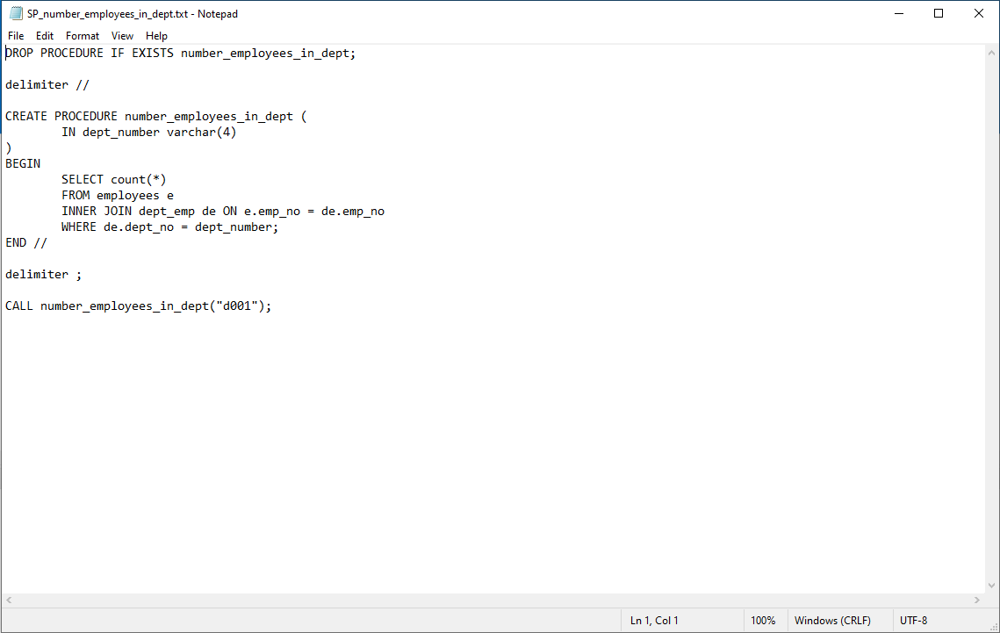 SP_number_employees_in_dept.txt - Notepad
File Edit Format View Help
DROP PROCEDURE IF EXISTS number_employees_in_dept;
delimiter //
CREATE PROCEDURE number_employees_in_dept (
IN dept_number varchar(4)
)
BEGIN
SELECT count(*)
FROM employees e
INNER JOIN dept_emp de ON e.emp_no = de.emp_no
WHERE de.dept_no = dept_number;
END //
delimiter ;
CALL number_employees_in_dept("d001");
Ln 1, Col 1 100% Windows (CRLF) UTF-8